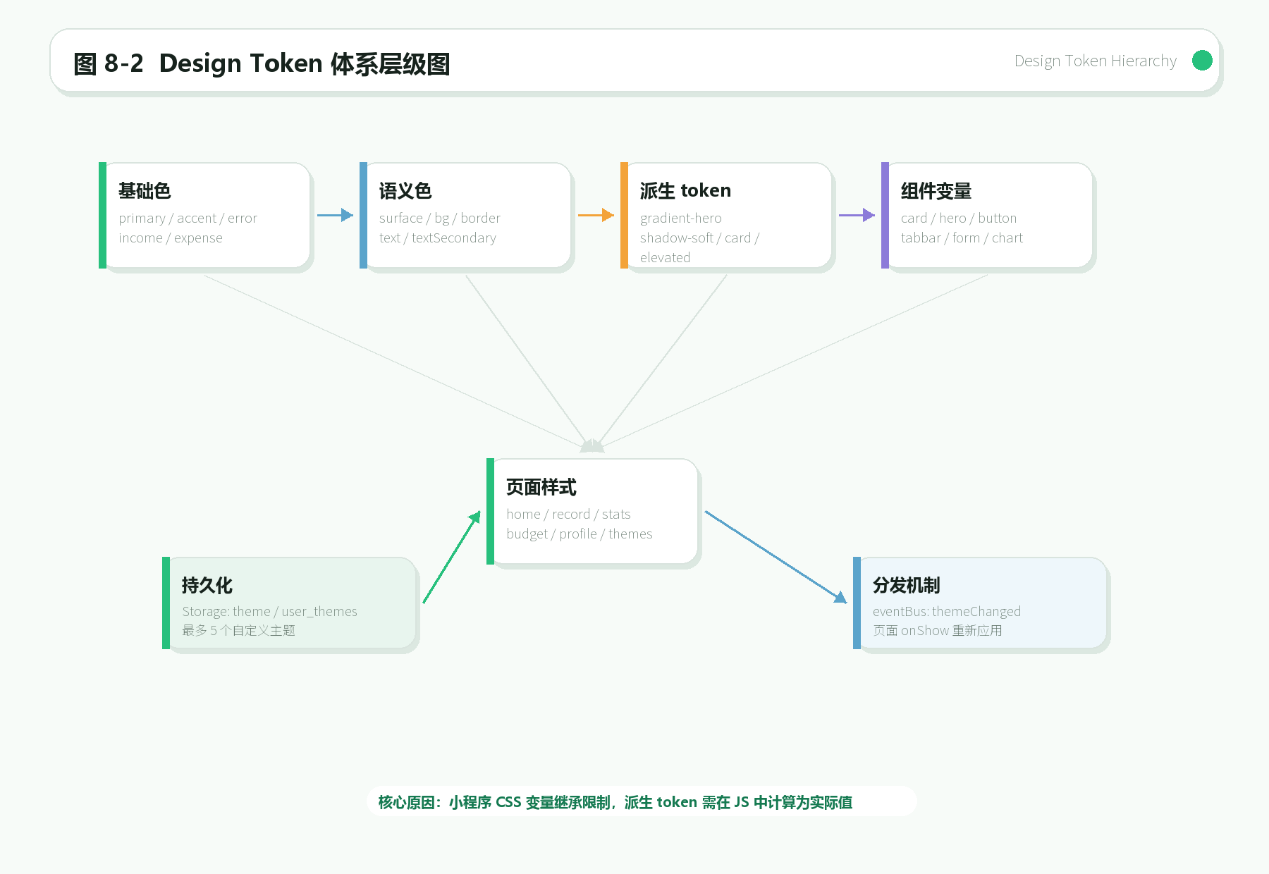 图 8-2 Design Token 体系层级图
Design Token Hierarchy
基础色
primary / accent / error
income / expense
语义色
surface / bg / border
text / textSecondary
派生 token
gradient-hero
shadow-soft / card /
elevated
组件变量
card / hero / button
tabbar / form / chart
页面样式
home / record / stats
budget / profile / themes
持久化
Storage: theme / user_themes
最多 5 个自定义主题
分发机制
eventBus: themeChanged
页面 onShow 重新应用
核心原因：小程序 CSS 变量继承限制，派生 token 需在 JS 中计算为实际值